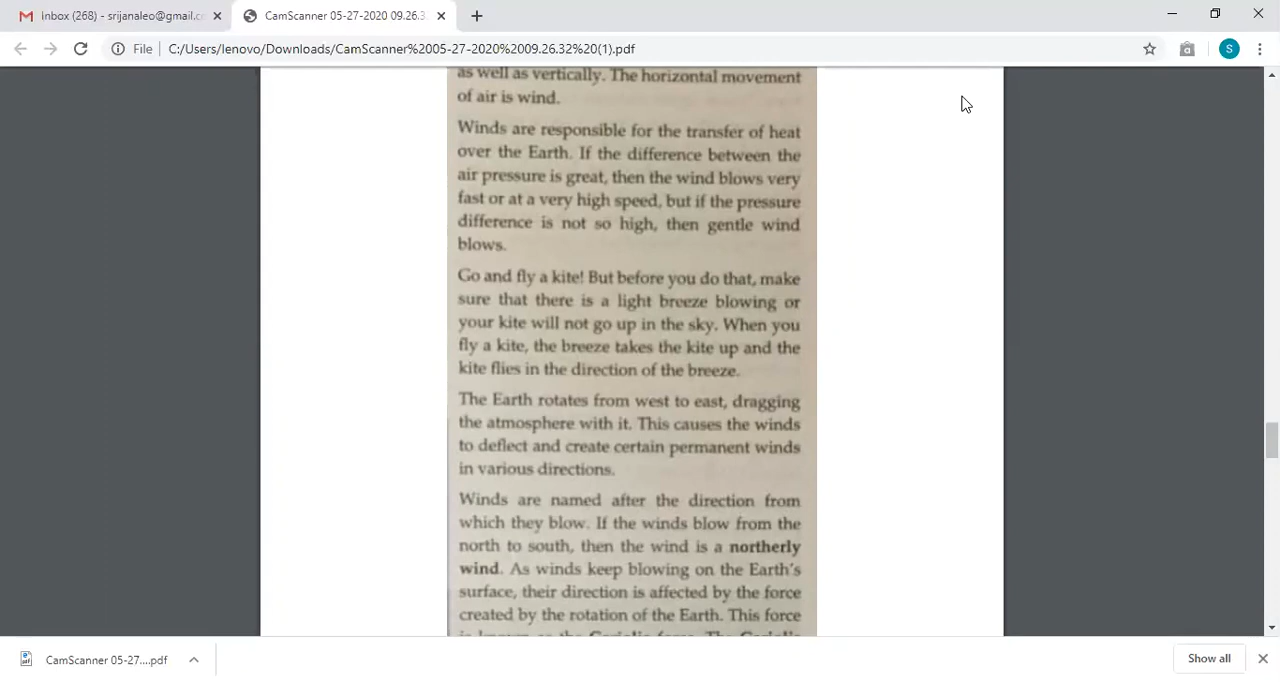 Inbox (268) - srijanaleo@gmail.c
CamScanner 05-27-2020 09.26.3
File
C:/Users/lenovo/Downloads/CamScanner%2005-27-2020%2009.26.32%20(1).pdf
S
as well as vertically. The horizontal movement
of air is wind.
Winds are responsible for the transfer of heat
over the Earth. If the difference between the
air pressure is great, then the wind blows very
fast or at a very high speed, but if the pressure
difference is not so high, then gentle wind
blows.
Go and fly a kite! But before you do that, make
sure that there is a light breeze blowing or
your kite will not go up in the sky. When you
fly a kite, the breeze takes the kite up and the
kite flies in the direction of the breeze.
The Earth rotates from west to east, dragging
the atmosphere with it. This causes the winds
to deflect and create certain permanent winds
in various directions.
Winds are named after the direction from
which they blow. If the winds blow from the
north to south, then the wind is a northerly
wind. As winds keep blowing on the Earth's
surface, their direction is affected by the force
created by the rotation of the Earth. This force
is known as the Coriolis force. The Coriolis
CamScanner 05-27....pdf
Show all